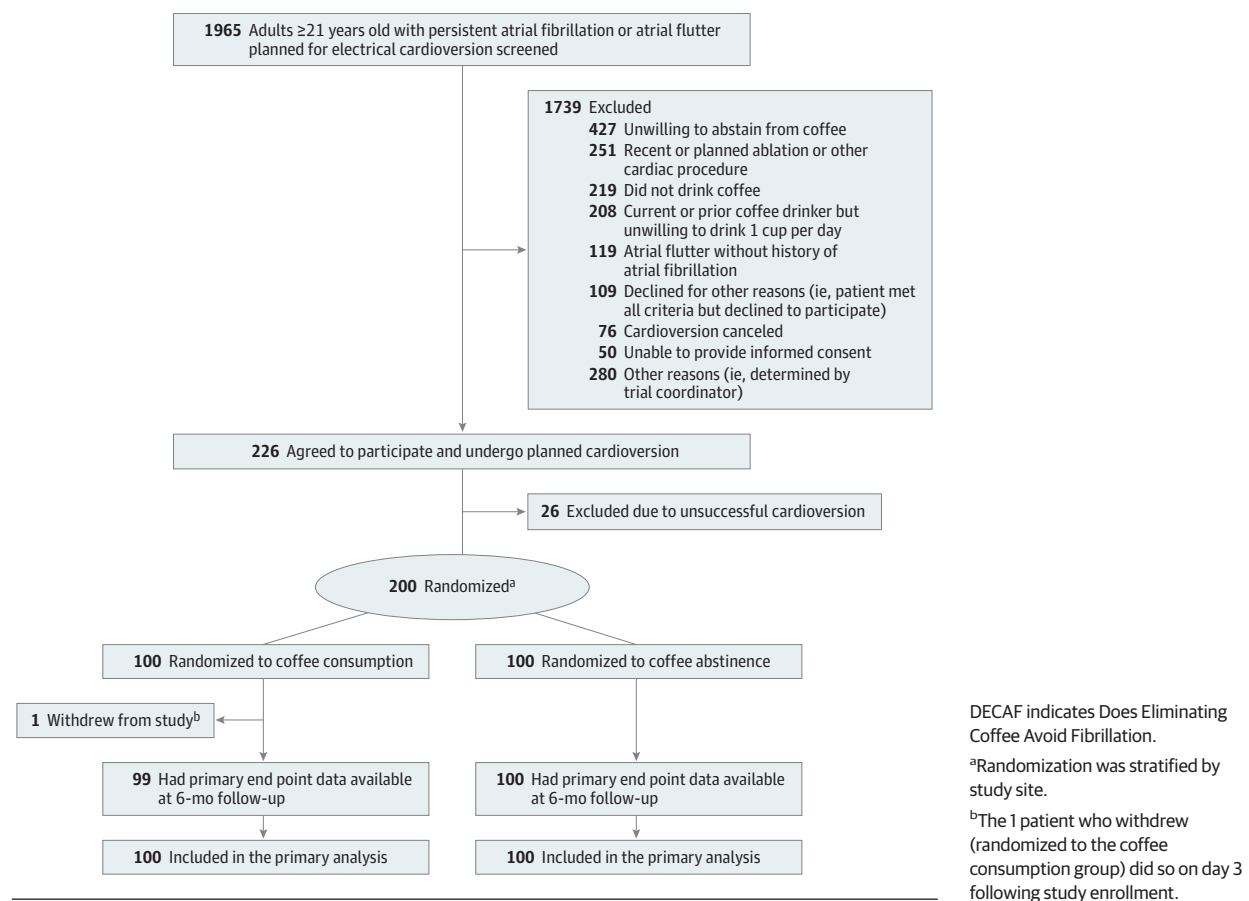 1965 Adults ≥21 years old with persistent atrial fibrillation or atrial flutter
planned for electrical cardioversion screened
1739 Excluded
427 Unwilling to abstain from coffee
251 Recent or planned ablation or other
cardiac procedure
219 Did not drink coffee
208 Current or prior coffee drinker but
unwilling to drink 1 cup per day
119 Atrial flutter without history of
atrial fibrillation
109 Declined for other reasons (ie, patient met
all criteria but declined to participate)
76 Cardioversion canceled
50 Unable to provide informed consent
280 Other reasons (ie, determined by
trial coordinator)
226 Agreed to participate and undergo planned cardioversion
26 Excluded due to unsuccessful cardioversion
200 Randomizedᵃ
100 Randomized to coffee consumption
100 Randomized to coffee abstinence
1 Withdrew from studyᵇ
99 Had primary end point data available
at 6-mo follow-up
100 Had primary end point data available
at 6-mo follow-up
100 Included in the primary analysis
100 Included in the primary analysis
DECAF indicates Does Eliminating
Coffee Avoid Fibrillation.
ᵃRandomization was stratified by
study site.
ᵇThe 1 patient who withdrew
(randomized to the coffee
consumption group) did so on day 3
following study enrollment.